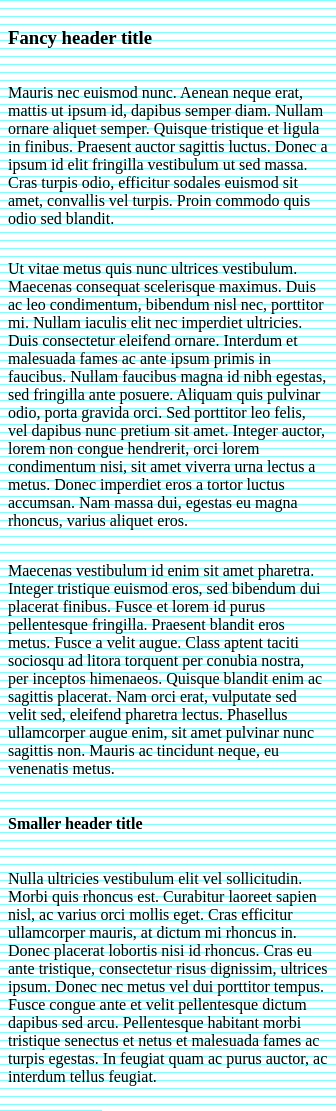 Fancy header title
Mauris nec euismod nunc. Aenean neque erat,
mattis ut ipsum id, dapibus semper diam. Nullam
ornare aliquet semper. Quisque tristique et ligula
in finibus. Praesent auctor sagittis luctus. Donec a
ipsum id elit fringilla vestibulum ut sed massa.
Cras turpis odio, efficitur sodales euismod sit
amet, convallis vel turpis. Proin commodo quis
odio sed blandit.
Ut vitae metus quis nunc ultrices vestibulum.
Maecenas consequat scelerisque maximus. Duis
ac leo condimentum, bibendum nisl nec, porttitor
mi. Nullam iaculis elit nec imperdiet ultricies.
Duis consectetur eleifend ornare. Interdum et
malesuada fames ac ante ipsum primis in
faucibus. Nullam faucibus magna id nibh egestas,
sed fringilla ante posuere. Aliquam quis pulvinar
odio, porta gravida orci. Sed porttitor leo felis,
vel dapibus nunc pretium sit amet. Integer auctor,
lorem non congue hendrerit, orci lorem
condimentum nisi, sit amet viverra urna lectus a
metus. Donec imperdiet eros a tortor luctus
accumsan. Nam massa dui, egestas eu magna
rhoncus, varius aliquet eros.
Maecenas vestibulum id enim sit amet pharetra.
Integer tristique euismod eros, sed bibendum dui
placerat finibus. Fusce et lorem id purus
pellentesque fringilla. Praesent blandit eros
metus. Fusce a velit augue. Class aptent taciti
sociosqu ad litora torquent per conubia nostra,
per inceptos himenaeos. Quisque blandit enim ac
sagittis placerat. Nam orci erat, vulputate sed
velit sed, eleifend pharetra lectus. Phasellus
ullamcorper augue enim, sit amet pulvinar nunc
sagittis non. Mauris ac tincidunt neque, eu
venenatis metus.
Smaller header title
Nulla ultricies vestibulum elit vel sollicitudin.
Morbi quis rhoncus est. Curabitur laoreet sapien
nisl, ac varius orci mollis eget. Cras efficitur
ullamcorper mauris, at dictum mi rhoncus in.
Donec placerat lobortis nisi id rhoncus. Cras eu
ante tristique, consectetur risus dignissim, ultrices
ipsum. Donec nec metus vel dui porttitor tempus.
Fusce congue ante et velit pellentesque dictum
dapibus sed arcu. Pellentesque habitant morbi
tristique senectus et netus et malesuada fames ac
turpis egestas. In feugiat quam ac purus auctor, ac
interdum tellus feugiat.